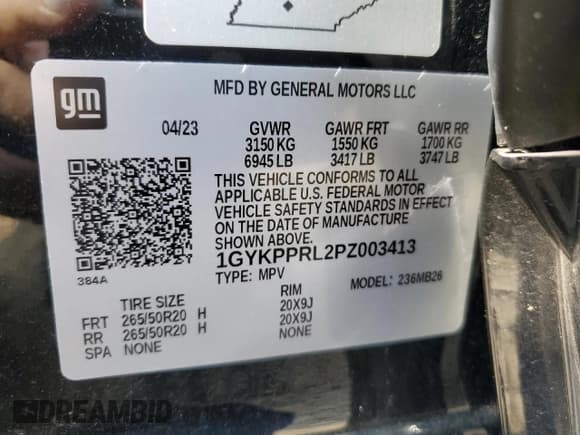 gm
MFD BY GENERAL MOTORS LLC
04/23 GVWR GAWR FRT GAWR RR
3150 KG 1550 KG 1700 KG
6945 LB 3417 LB 3747 LB
THIS VEHICLE CONFORMS TO ALL
APPLICABLE U.S. FEDERAL MOTOR
VEHICLE SAFETY STANDARDS IN EFFECT
ON THE DATE OF MANUFACTURE
SHOWN ABOVE.
1GYKPPRL2PZ003413
TYPE: MPV MODEL: 236MB26
384A
TIRE SIZE RIM
FRT 265/50R20 H 20X9J
RR 265/50R20 H 20X9J
SPA NONE NONE
DREAMBID